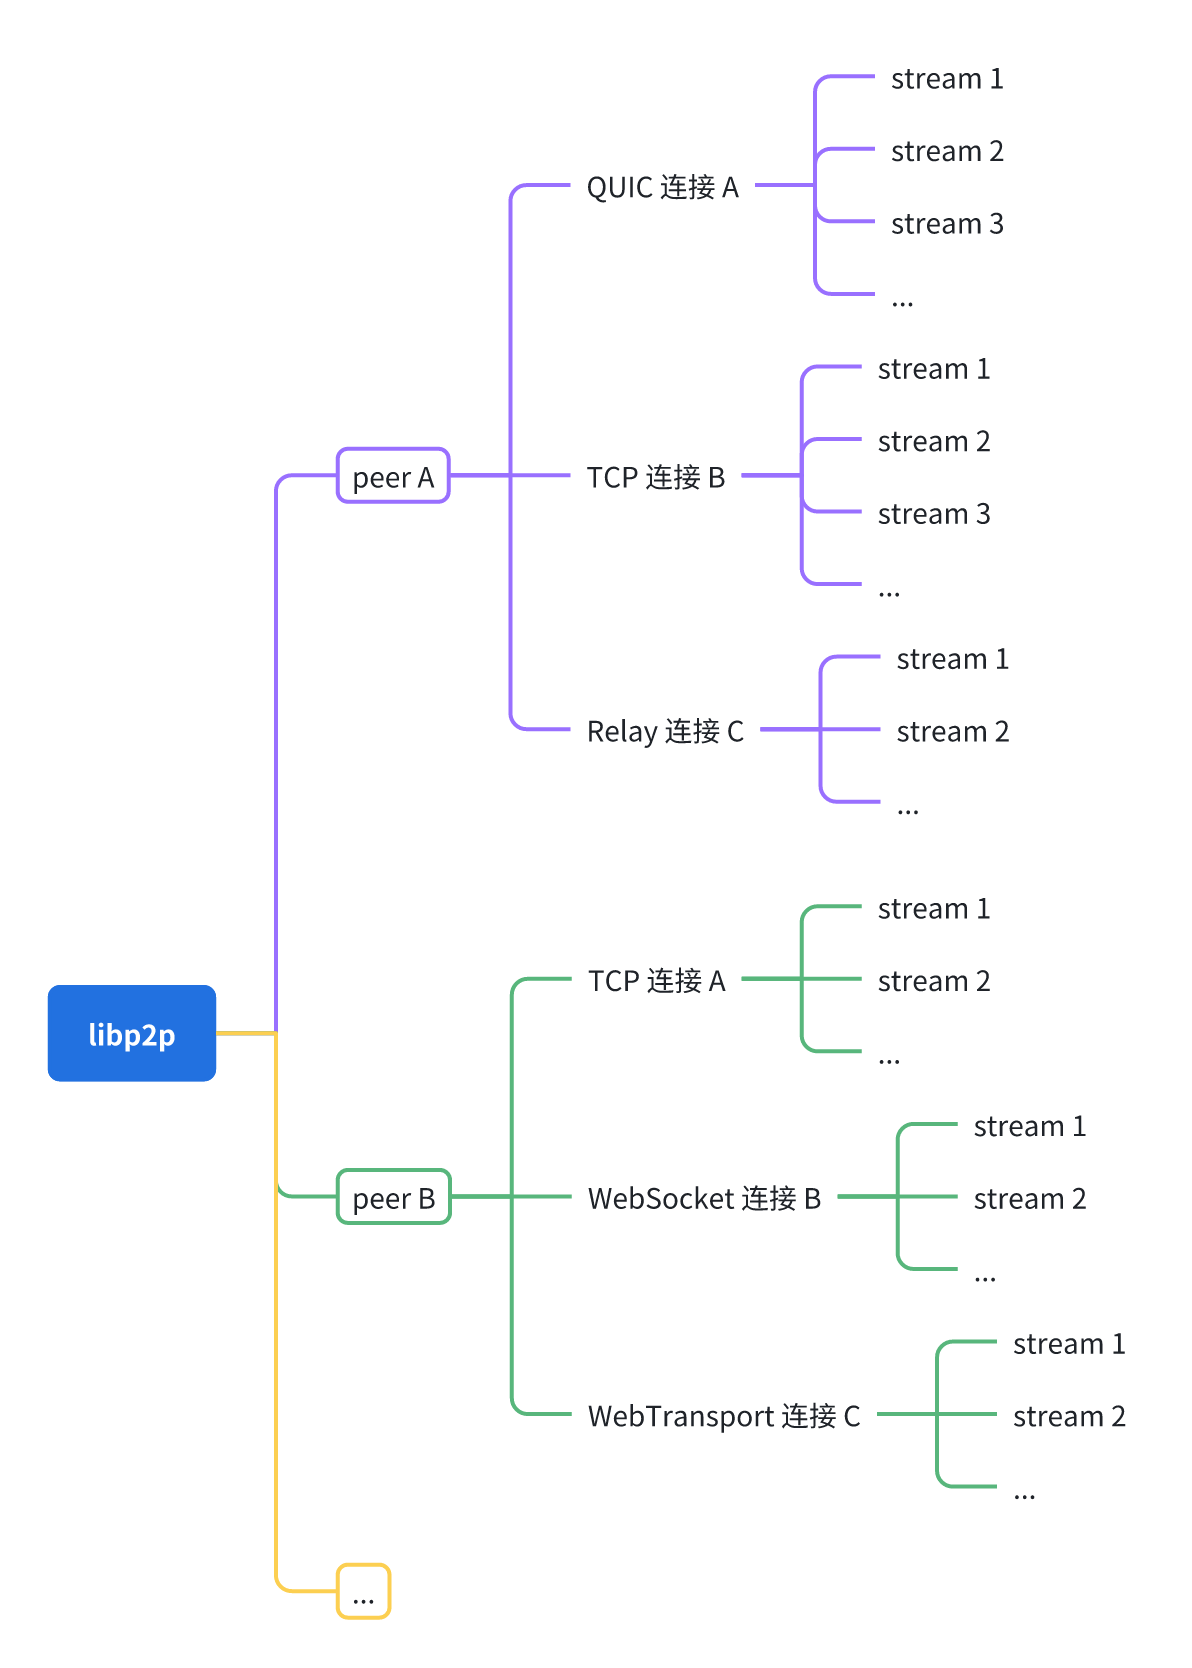 libp2p
peer A
QUIC 连接 A
stream 1
stream 2
stream 3
...
TCP 连接 B
stream 1
stream 2
stream 3
...
Relay 连接 C
stream 1
stream 2
...
peer B
TCP 连接 A
stream 1
stream 2
...
WebSocket 连接 B
stream 1
stream 2
...
WebTransport 连接 C
stream 1
stream 2
...
...